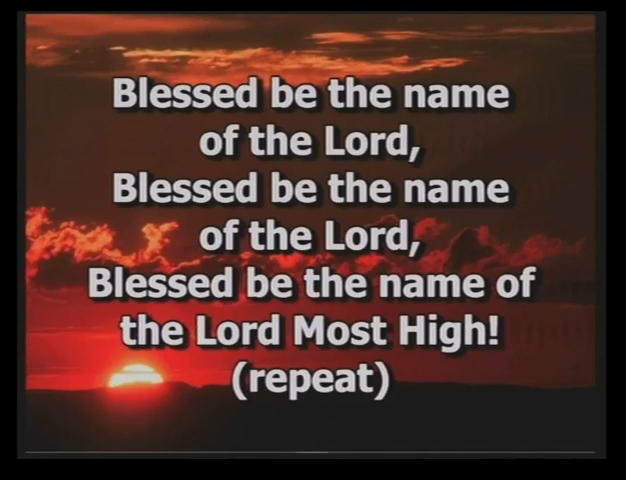 Blessed be the name
of the Lord,
Blessed be the name
of the Lord,
Blessed be the name of
the Lord Most High!
(repeat)